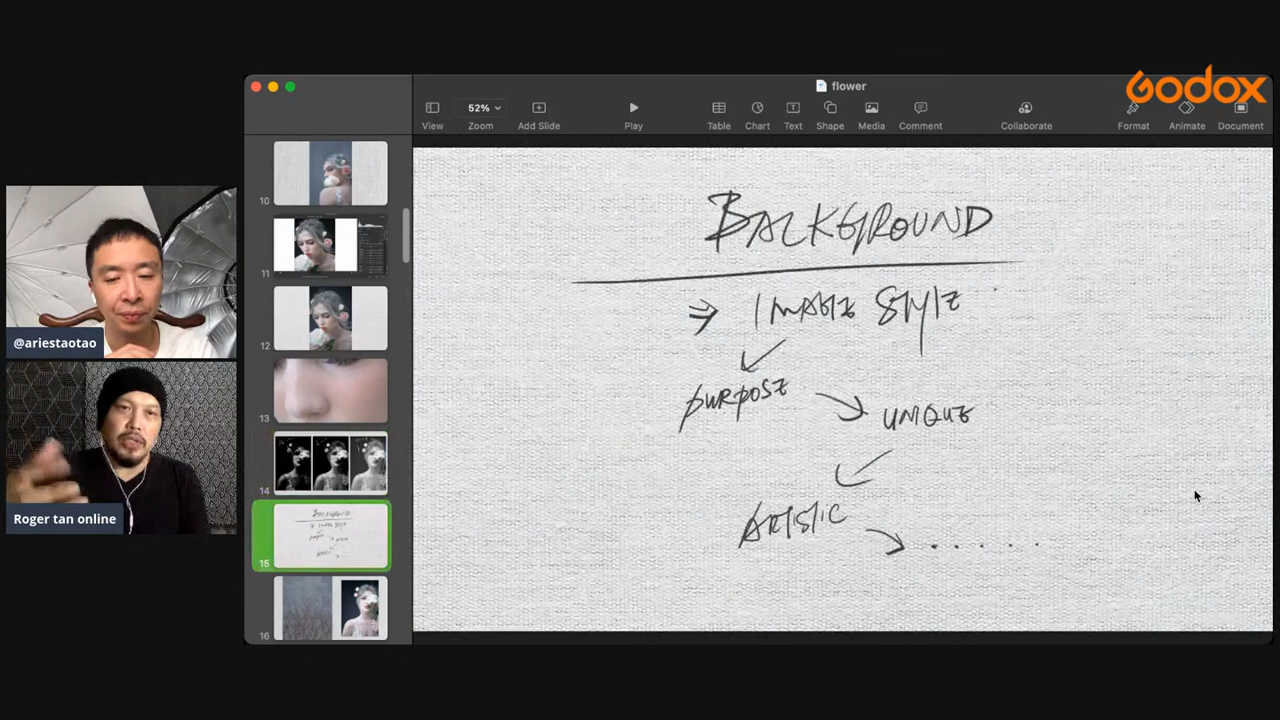 flower
Godox
52%
View
Zoom
Add Slide
Play
Table
Chart
Text
Shape
Media
Comment
Collaborate
Format
Animate
Document
10
11
12
13
14
15
16
@ariestaotao
Roger tan online
BACKGROUND
⇒ IMAGE STYLE
PURPOSE
UNIQUE
ARTISTIC
. . . . . .